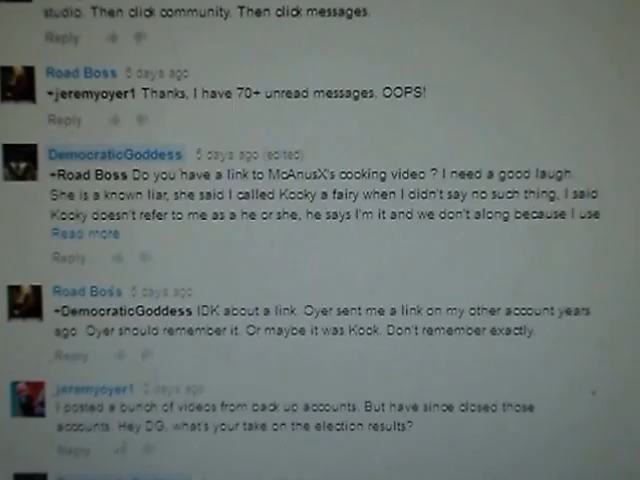 studio. Then click community. Then click messages.
Reply
Road Boss 5 days ago
+jeremyoyer1 Thanks, I have 70+ unread messages. OOPS!
Reply
DemocraticGoddess 5 days ago (edited)
+Road Boss Do you have a link to McAnusX's cooking video ? I need a good laugh.
She is a known liar, she said I called Kooky a fairy when I didn't say no such thing, I said
Kooky doesn't refer to me as a he or she, he says I'm it and we don't along because I use
Read more
Reply
Road Boss 5 days ago
+DemocraticGoddess IDK about a link. Oyer sent me a link on my other account years
ago. Oyer should remember it. Or maybe it was Kook. Don't remember exactly.
Reply
jeremyoyer1 days ago
I posted a bunch of videos from back up accounts. But have since closed those
accounts. Hey DG, what's your take on the election results?
Reply